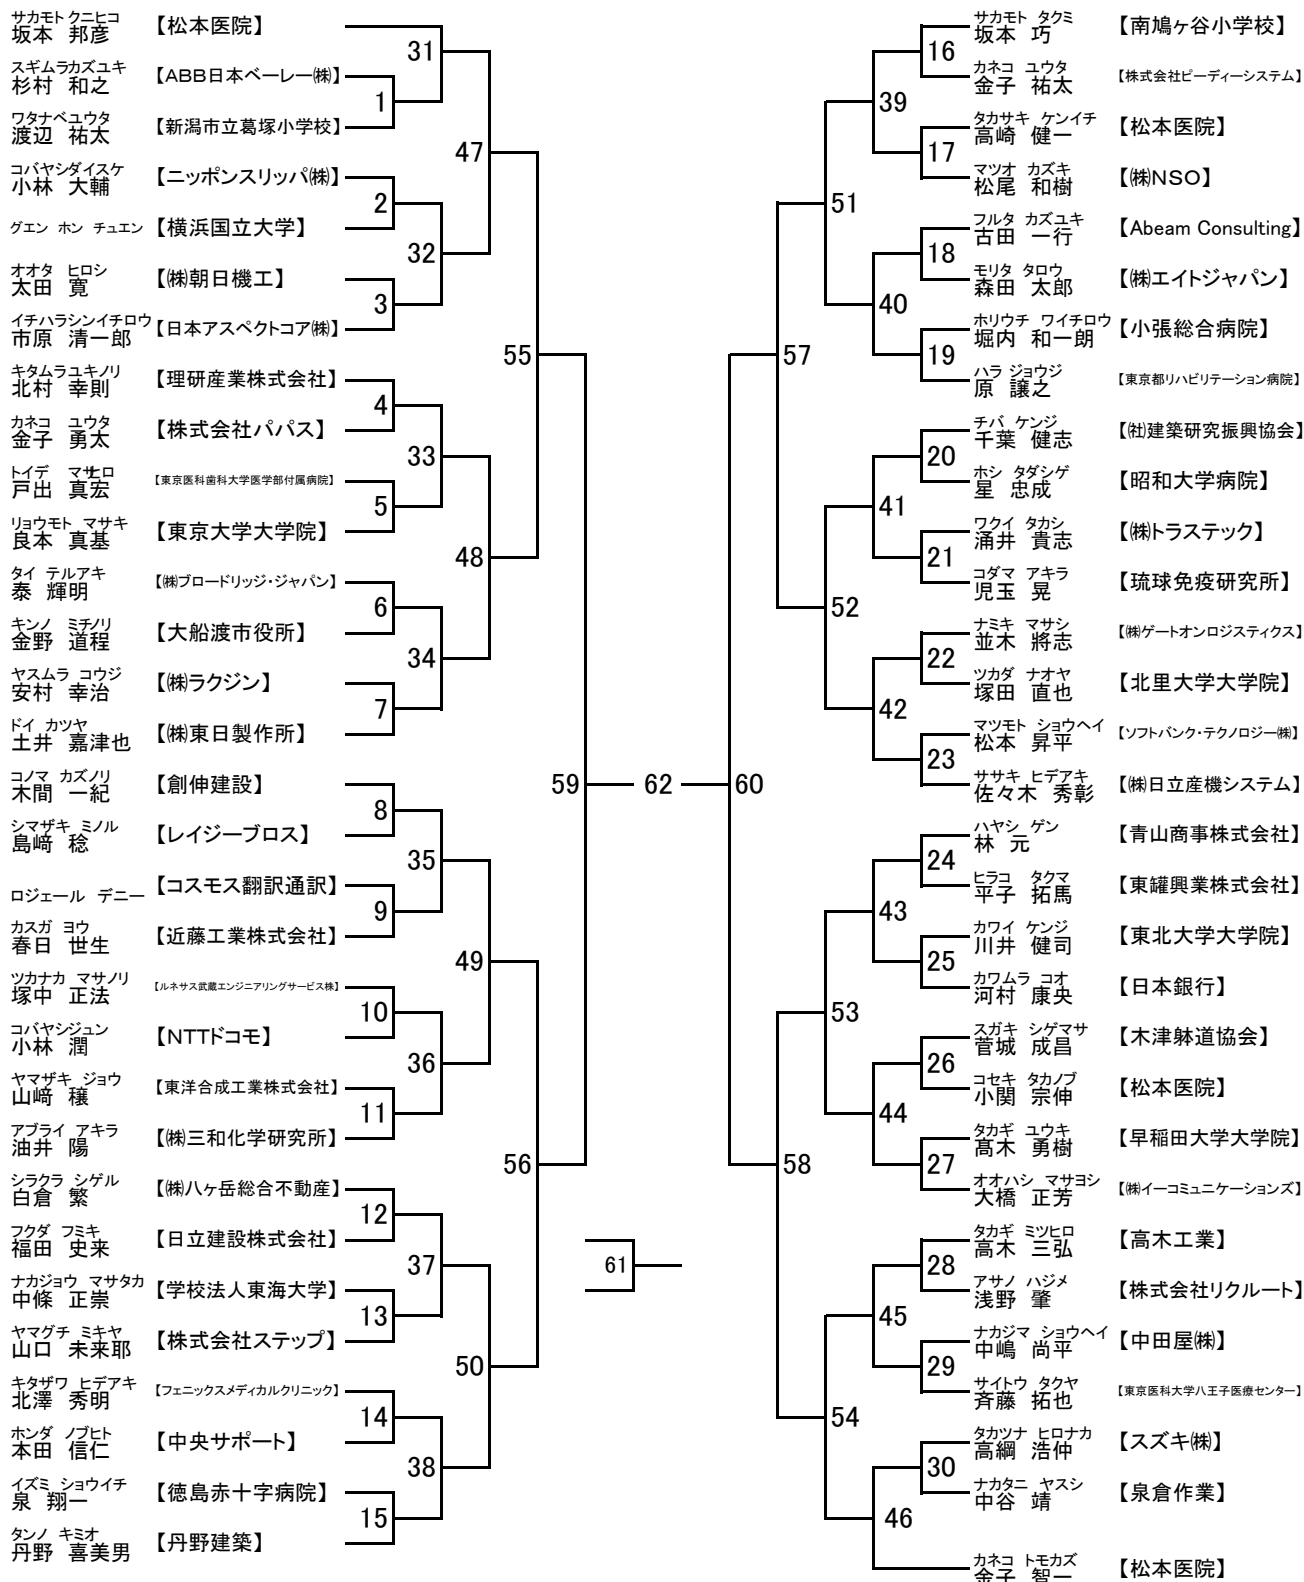 サカモト クニヒコ
坂本 邦彦 【松本医院】
31
スギムラカズユキ
杉村 和之 【ABB日本ベーレー㈱】
1
ワタナベユウタ
渡辺 祐太 【新潟市立葛塚小学校】
47
コバヤシダイスケ
小林 大輔 【ニッポンスリッパ㈱】
2
グエン ホン チュエン 【横浜国立大学】
32
オオタ ヒロシ
太田 寛 【㈱朝日機工】
3
イチハラシンイチロウ
市原 清一郎 【日本アスペクトコア㈱】
55
キタムラユキノリ
北村 幸則 【理研産業株式会社】
4
カネコ ユウタ
金子 勇太 【株式会社パパス】
33
トイデ マサヒロ
戸出 真宏 【東京医科歯科大学医学部付属病院】
5
リョウモト マサキ
良本 真基 【東京大学大学院】
48
タイ テルアキ
泰 輝明 【㈱ブロードリッジ・ジャパン】
6
キンノ ミチノリ
金野 道程 【大船渡市役所】
34
ヤスムラ コウジ
安村 幸治 【㈱ラクジン】
7
ドイ カツヤ
土井 嘉津也 【㈱東日製作所】
59
コノマ カズノリ
木間 一紀 【創伸建設】
8
シマザキ ミノル
島﨑 稔 【レイジーブロス】
35
ロジェール デニー 【コスモス翻訳通訳】
9
カスガ ヨウ
春日 世生 【近藤工業株式会社】
49
ツカナカ マサノリ
塚中 正法 【ルネサス武蔵エンジニアリングサービス株】
10
コバヤシジュン
小林 潤 【NTTドコモ】
36
ヤマザキ ジョウ
山﨑 穣 【東洋合成工業株式会社】
11
アブライ アキラ
油井 陽 【㈱三和化学研究所】
56
シラクラ シゲル
白倉 繁 【㈱八ヶ岳総合不動産】
12
フクダ フミキ
福田 史来 【日立建設株式会社】
37
ナカジョウ マサタカ
中條 正崇 【学校法人東海大学】
13
ヤマグチ ミキヤ
山口 未来耶 【株式会社ステップ】
50
キタザワ ヒデアキ
北澤 秀明 【フェニックスメディカルクリニック】
14
ホンダ ノブヒト
本田 信仁 【中央サポート】
38
イズミ ショウイチ
泉 翔一 【徳島赤十字病院】
15
タンノ キミオ
丹野 喜美男 【丹野建築】
62
61
サカモト タクミ
坂本 巧 【南鳩ヶ谷小学校】
16
カネコ ユウタ
金子 祐太 【株式会社ピーディーシステム】
39
タカサキ ケンイチ
高崎 健一 【松本医院】
17
マツオ カズキ
松尾 和樹 【㈱NSO】
51
フルタ カズユキ
古田 一行 【Abeam Consulting】
18
モリタ タロウ
森田 太郎 【㈱エイトジャパン】
40
ホリウチ ワイチロウ
堀内 和一朗 【小張総合病院】
19
ハラ ジョウジ
原 譲之 【東京都リハビリテーション病院】
57
チバ ケンジ
千葉 健志 【㈳建築研究振興協会】
20
ホシ タダシゲ
星 忠成 【昭和大学病院】
41
ワクイ タカシ
涌井 貴志 【㈱トラステック】
21
コダマ アキラ
児玉 晃 【琉球免疫研究所】
52
ナミキ マサシ
並木 將志 【㈱ゲートオンロジスティクス】
22
ツカダ ナオヤ
塚田 直也 【北里大学大学院】
42
マツモト ショウヘイ
松本 昇平 【ソフトバンク・テクノロジー㈱】
23
ササキ ヒデアキ
佐々木 秀彰 【㈱日立産機システム】
60
ハヤシ ゲン
林 元 【青山商事株式会社】
24
ヒラコ タクマ
平子 拓馬 【東罐興業株式会社】
43
カワイ ケンジ
川井 健司 【東北大学大学院】
25
カワムラ コオ
河村 康央 【日本銀行】
53
スガキ シゲマサ
菅城 成昌 【木津躰道協会】
26
コセキ タカノブ
小関 宗伸 【松本医院】
44
タカギ ユウキ
髙木 勇樹 【早稲田大学大学院】
27
オオハシ マサヨシ
大橋 正芳 【㈱イーコミュニケーションズ】
58
タカギ ミツヒロ
高木 三弘 【高木工業】
28
アサノ ハジメ
浅野 肇 【株式会社リクルート】
45
ナカジマ ショウヘイ
中嶋 尚平 【中田屋㈱】
29
サイトウ タクヤ
斉藤 拓也 【東京医科大学八王子医療センター】
54
タカツナ ヒロナカ
高綱 浩仲 【スズキ㈱】
30
ナカタニ ヤスシ
中谷 靖 【泉倉作業】
46
カネコ トモカズ
金子 智一 【松本医院】